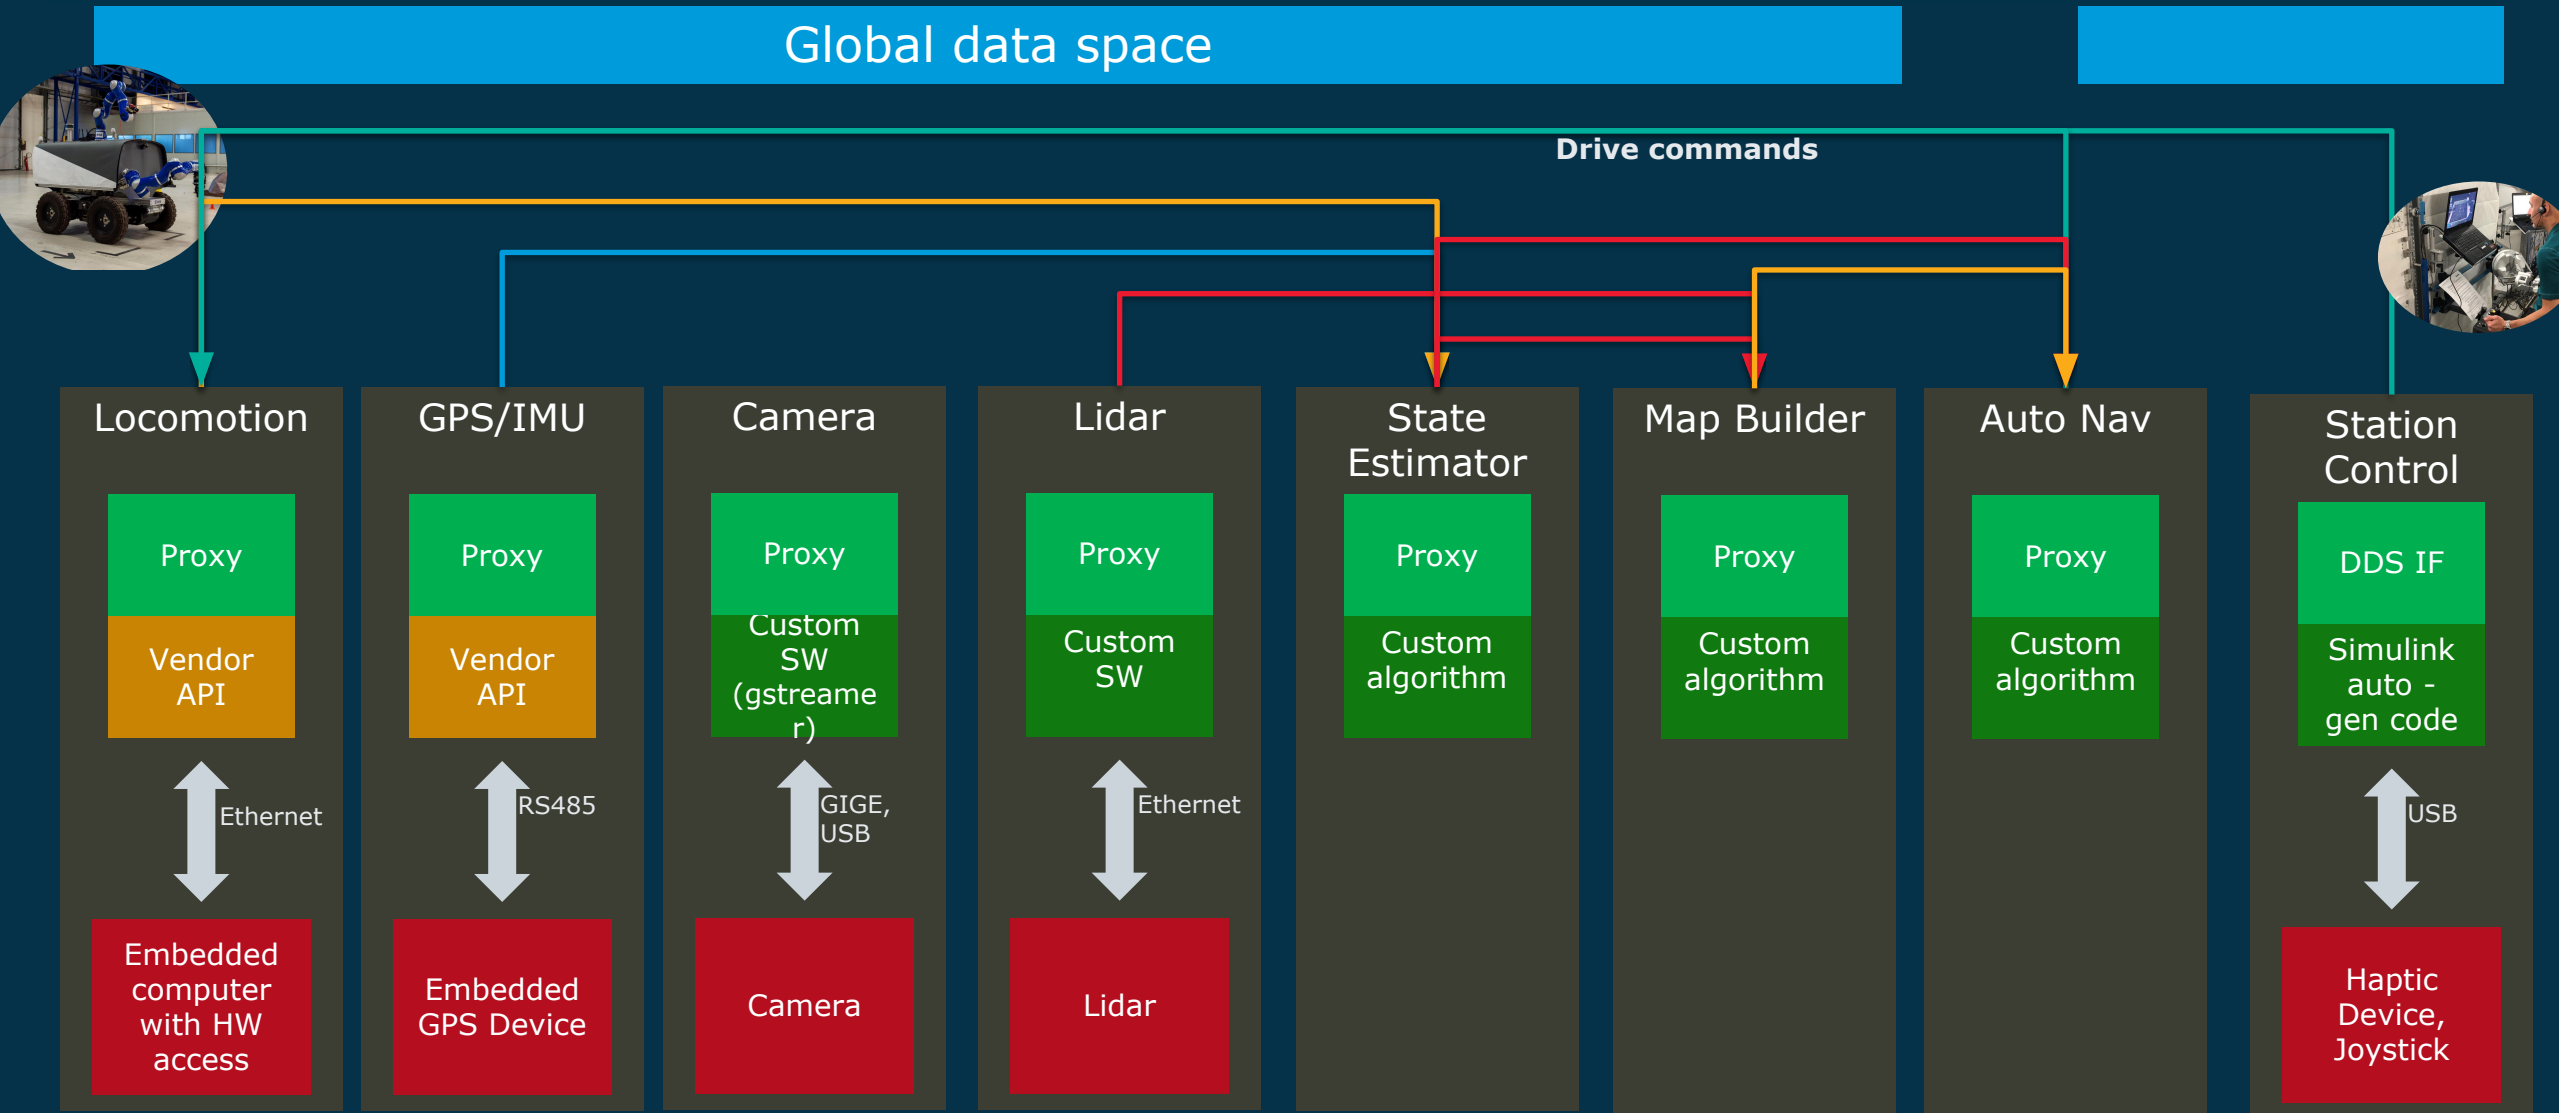 Global data space
Drive commands
Locomotion
Proxy
Vendor
API
Ethernet
Embedded
computer
with HW
access
GPS/IMU
Proxy
Vendor
API
RS485
Embedded
GPS Device
Camera
Proxy
Custom
SW
(gstreame
r)
GIGE,
USB
Camera
Lidar
Proxy
Custom
SW
Ethernet
Lidar
State
Estimator
Proxy
Custom
algorithm
Map Builder
Proxy
Custom
algorithm
Auto Nav
Proxy
Custom
algorithm
Station
Control
DDS IF
Simulink
auto -
gen code
USB
Haptic
Device,
Joystick